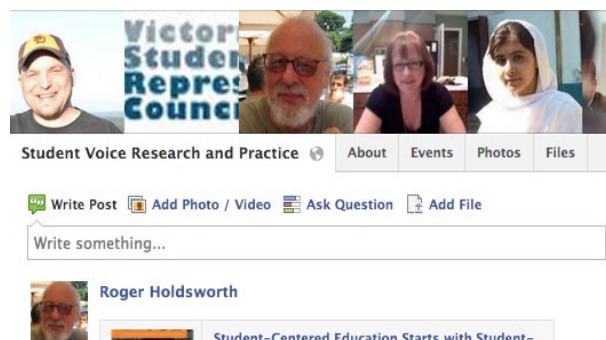 Victor
Studen
Repres
Counci
Student Voice Research and Practice
About
Events
Photos
Files
Write Post
Add Photo / Video
Ask Question
Add File
Write something...
Roger Holdsworth
Student-Centered Education Starts with Student-